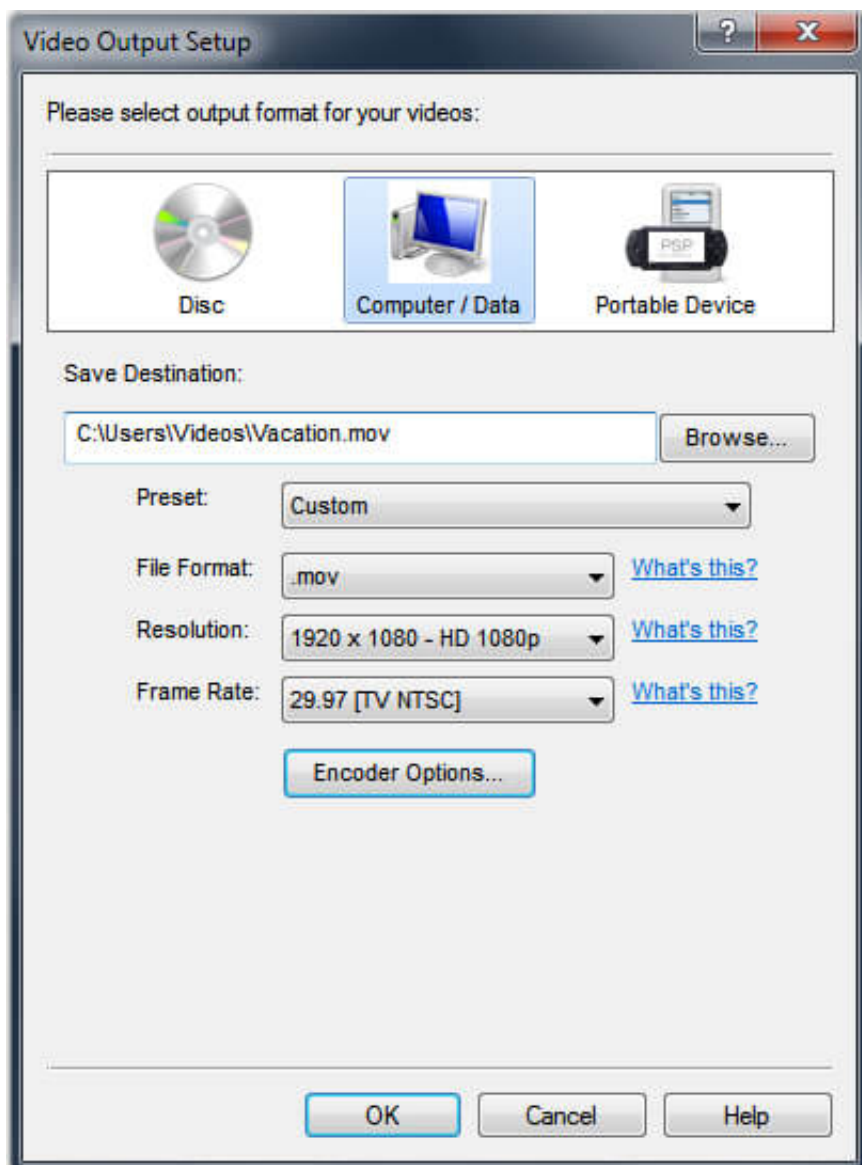 Video Output Setup
?
X
Please select output format for your videos:
PSP
Disc
Computer / Data
Portable Device
Save Destination:
C:\Users\Videos\Vacation.mov
Browse...
Preset:
Custom
File Format:
.mov
What's this?
Resolution:
1920 x 1080 - HD 1080p
What's this?
Frame Rate:
29.97 [TV NTSC]
What's this?
Encoder Options...
OK
Cancel
Help